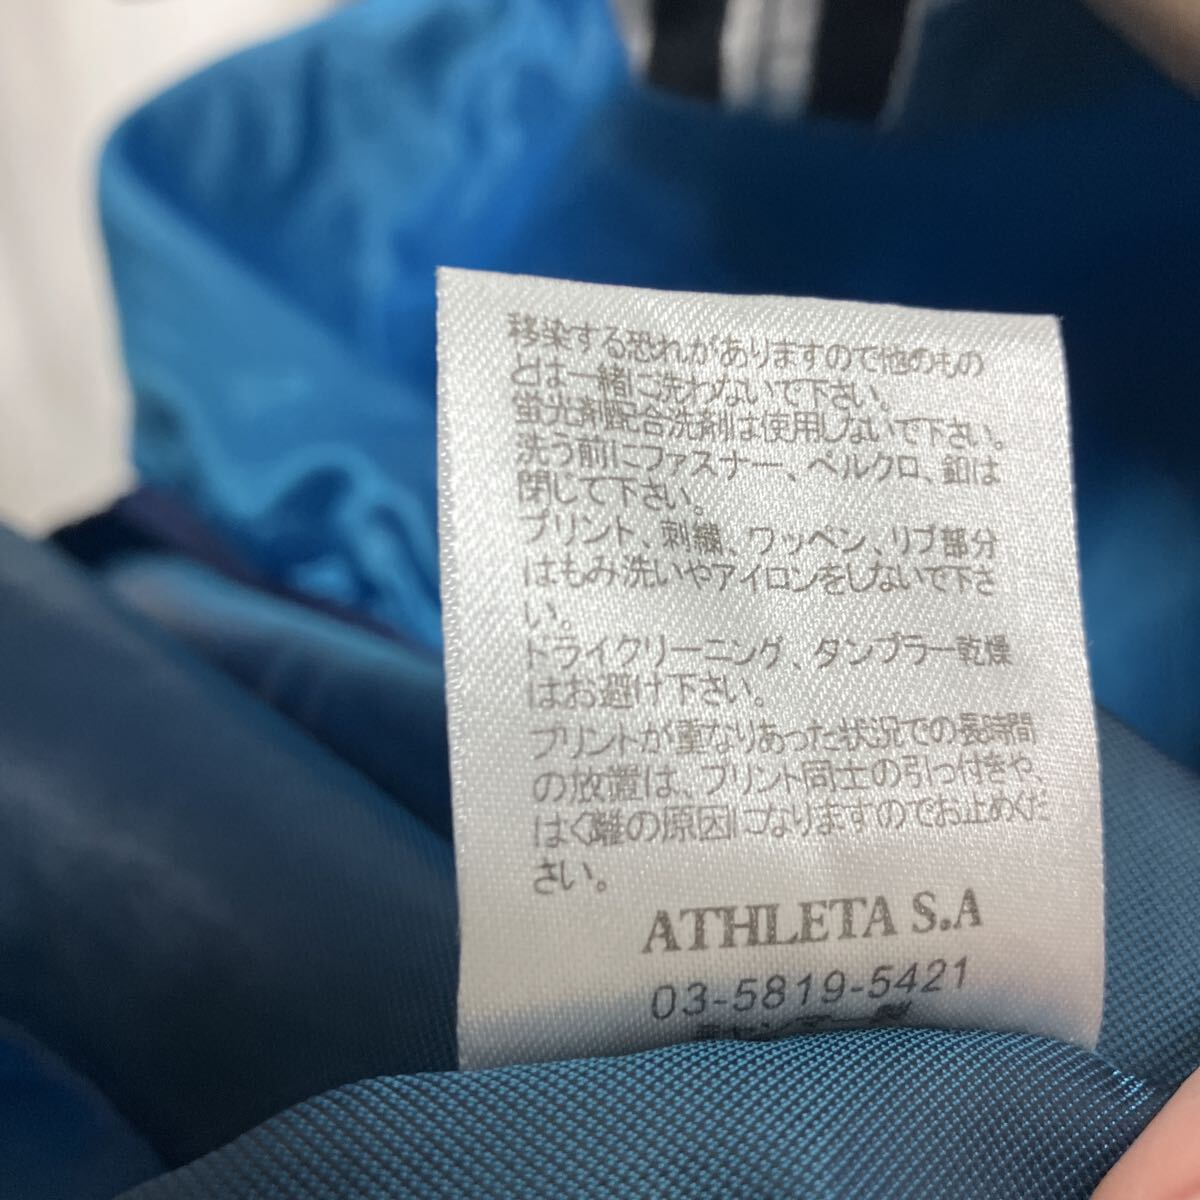 移染する恐れがありますので他のもの
とは一緒に洗わないで下さい。
蛍光剤配合洗剤は使用しないで下さい。
洗う前にファスナー、ベルクロ、釦は
閉じて下さい。
プリント、刺繍、ワッペン、リブ部分
はもみ洗いやアイロンをしないで下さ
い。
ドライクリーニング、タンブラー乾燥
はお避け下さい。
プリントが重なりあった状況での長時間
の放置は、プリント同士の引っ付きや、
はく離の原因になりますのでお止めくだ
さい。
ATHLETA S.A
03-5819-5421
ミャンマー製